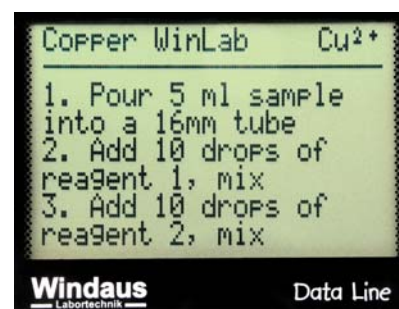 Copper WinLab Cu²⁺
1. Pour 5 ml sample
into a 16mm tube
2. Add 10 drops of
reagent 1, mix
3. Add 10 drops of
reagent 2, mix
Windaus Data Line
Labortechnik